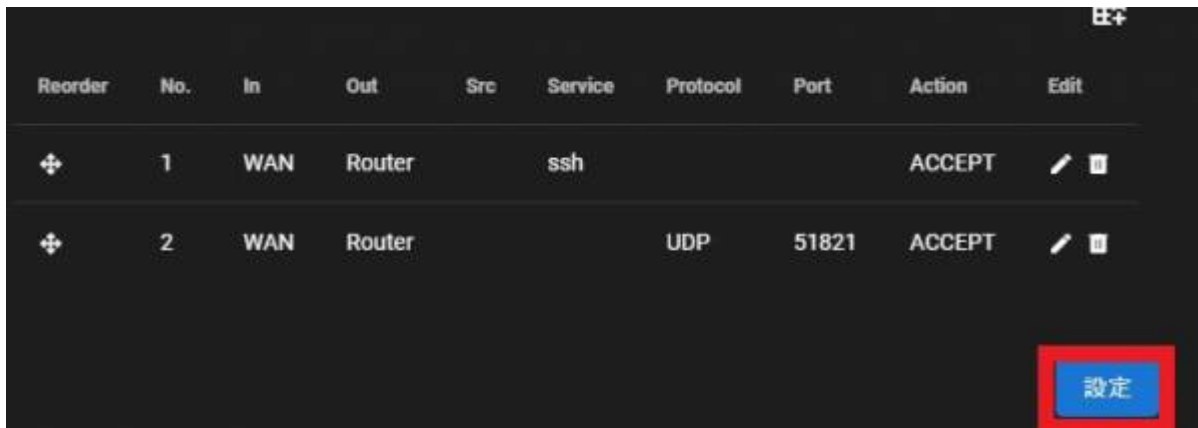 Reorder No. In Out Src Service Protocol Port Action Edit
1 WAN Router ssh ACCEPT
2 WAN Router UDP 51821 ACCEPT
設定